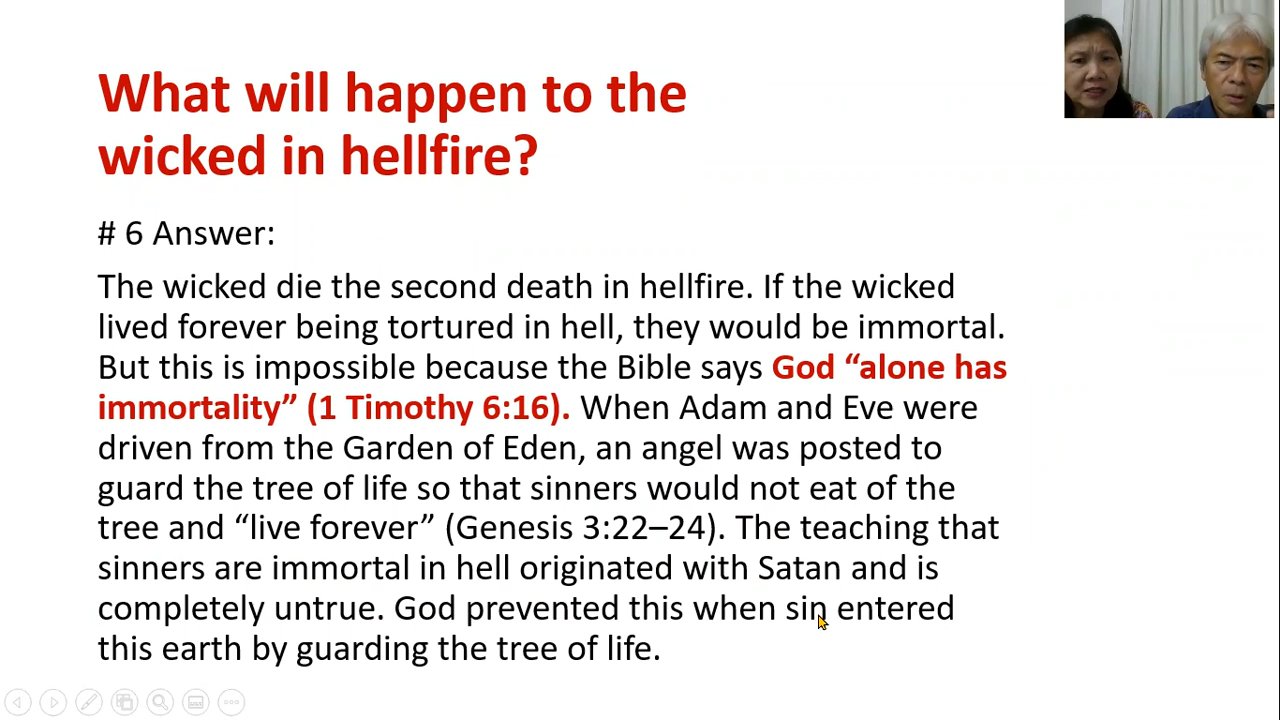 What will happen to the
wicked in hellfire?
# 6 Answer:
The wicked die the second death in hellfire. If the wicked
lived forever being tortured in hell, they would be immortal.
But this is impossible because the Bible says God “alone has
immortality” (1 Timothy 6:16). When Adam and Eve were
driven from the Garden of Eden, an angel was posted to
guard the tree of life so that sinners would not eat of the
tree and “live forever” (Genesis 3:22–24). The teaching that
sinners are immortal in hell originated with Satan and is
completely untrue. God prevented this when sin entered
this earth by guarding the tree of life.